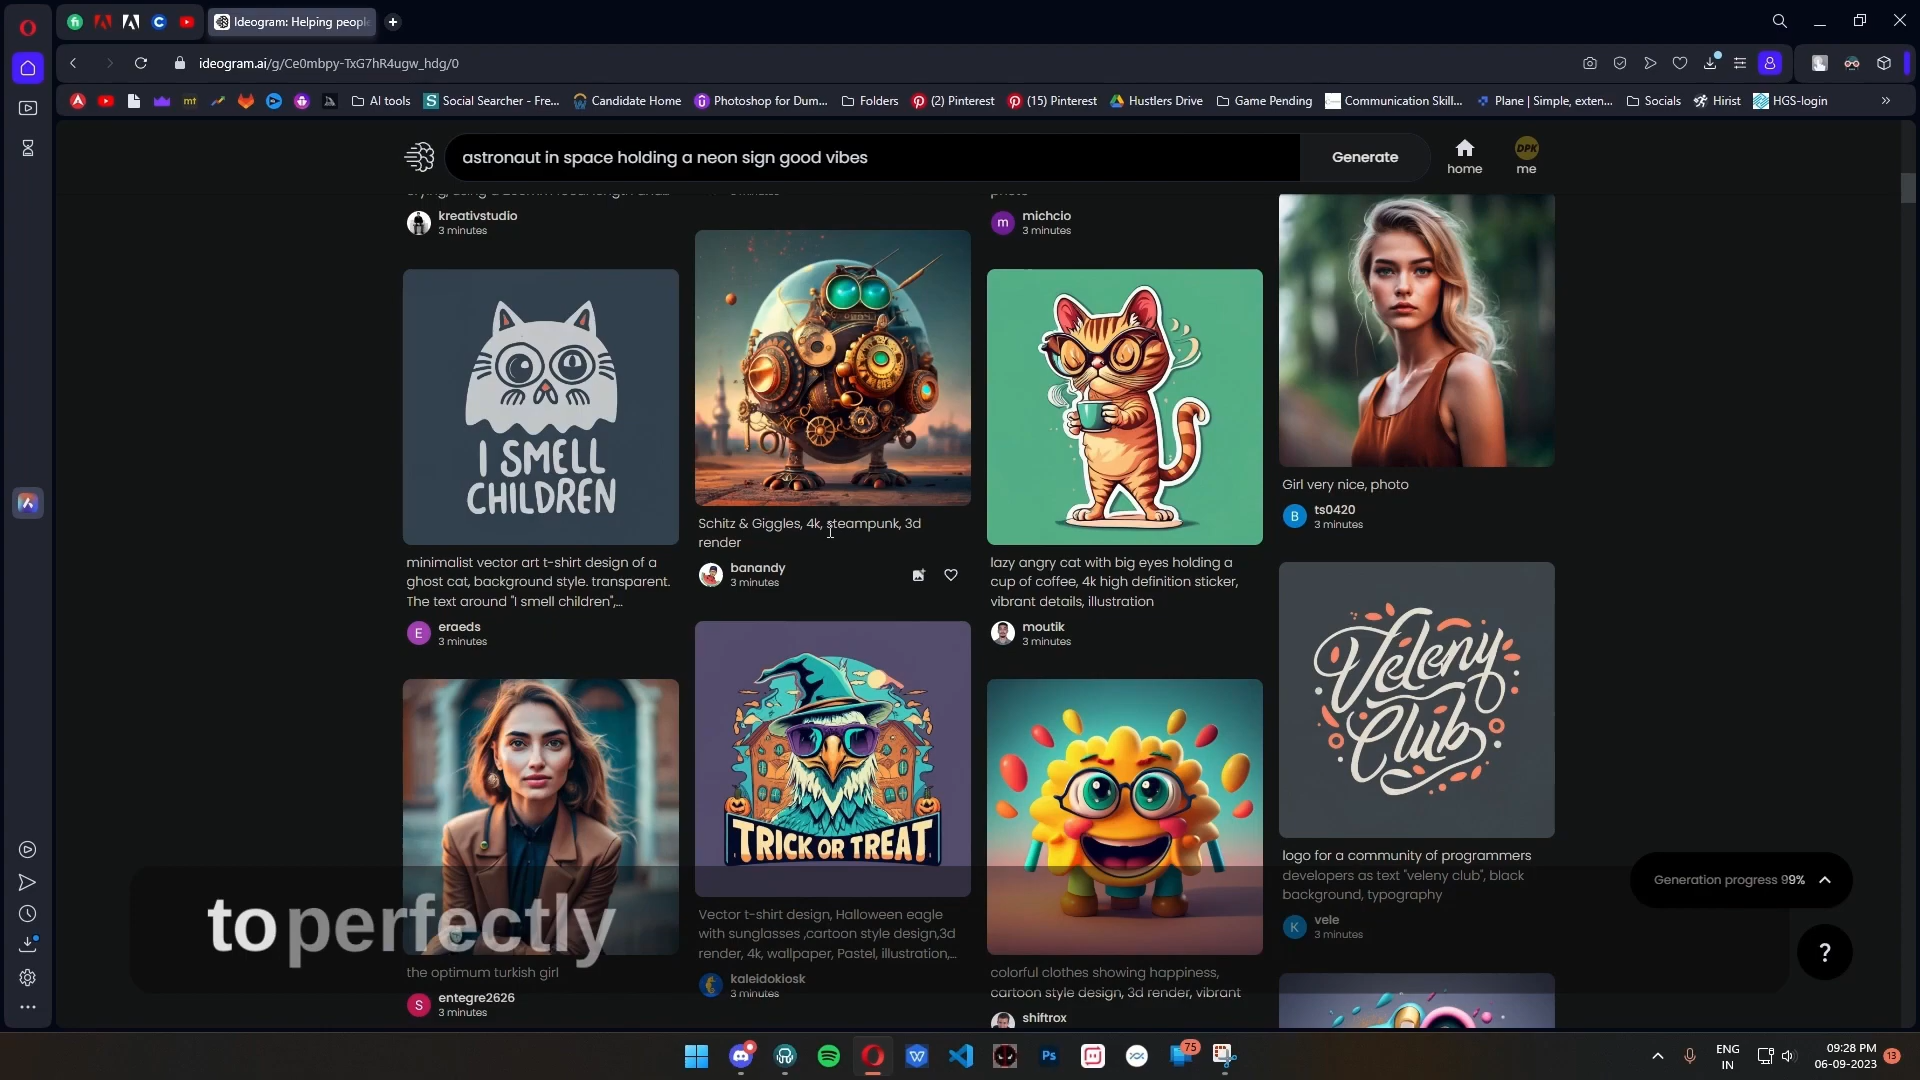 Ideogram: Helping peopl
ideogram.ai/g/Ce0mbpy-TxG7hR4ugw_hdg/0
AI tools
Social Searcher - Fre...
Candidate Home
Photoshop for Dum...
Folders
(2) Pinterest
(15) Pinterest
Hustlers Drive
Game Pending
Communication Skill...
Plane | Simple, exten...
Socials
Hirist
HGS-login
astronaut in space holding a neon sign good vibes
Generate
home
DPK
me
kreativstudio
3 minutes
photo
m
michcio
3 minutes
I SMELL
CHILDREN
minimalist vector art t-shirt design of a
ghost cat, background style. transparent.
The text around "I smell children",...
E
eraeds
3 minutes
Schitz & Giggles, 4k, steampunk, 3d
render
banandy
3 minutes
lazy angry cat with big eyes holding a
cup of coffee, 4k high definition sticker,
vibrant details, illustration
moutik
3 minutes
Girl very nice, photo
B
ts0420
3 minutes
the optimum turkish girl
S
entegre2626
3 minutes
TRICK OR TREAT
Vector t-shirt design, Halloween eagle
with sunglasses ,cartoon style design,3d
render, 4k, wallpaper, Pastel, illustration,...
kaleidokiosk
3 minutes
colorful clothes showing happiness,
cartoon style design, 3d render, vibrant
shiftrox
Veleny
Club
logo for a community of programmers
developers as text "veleny club", black
background, typography
K
vele
3 minutes
Generation progress 99%
?
to perfectly
Ps
75
ENG
IN
09:28 PM
06-09-2023
13